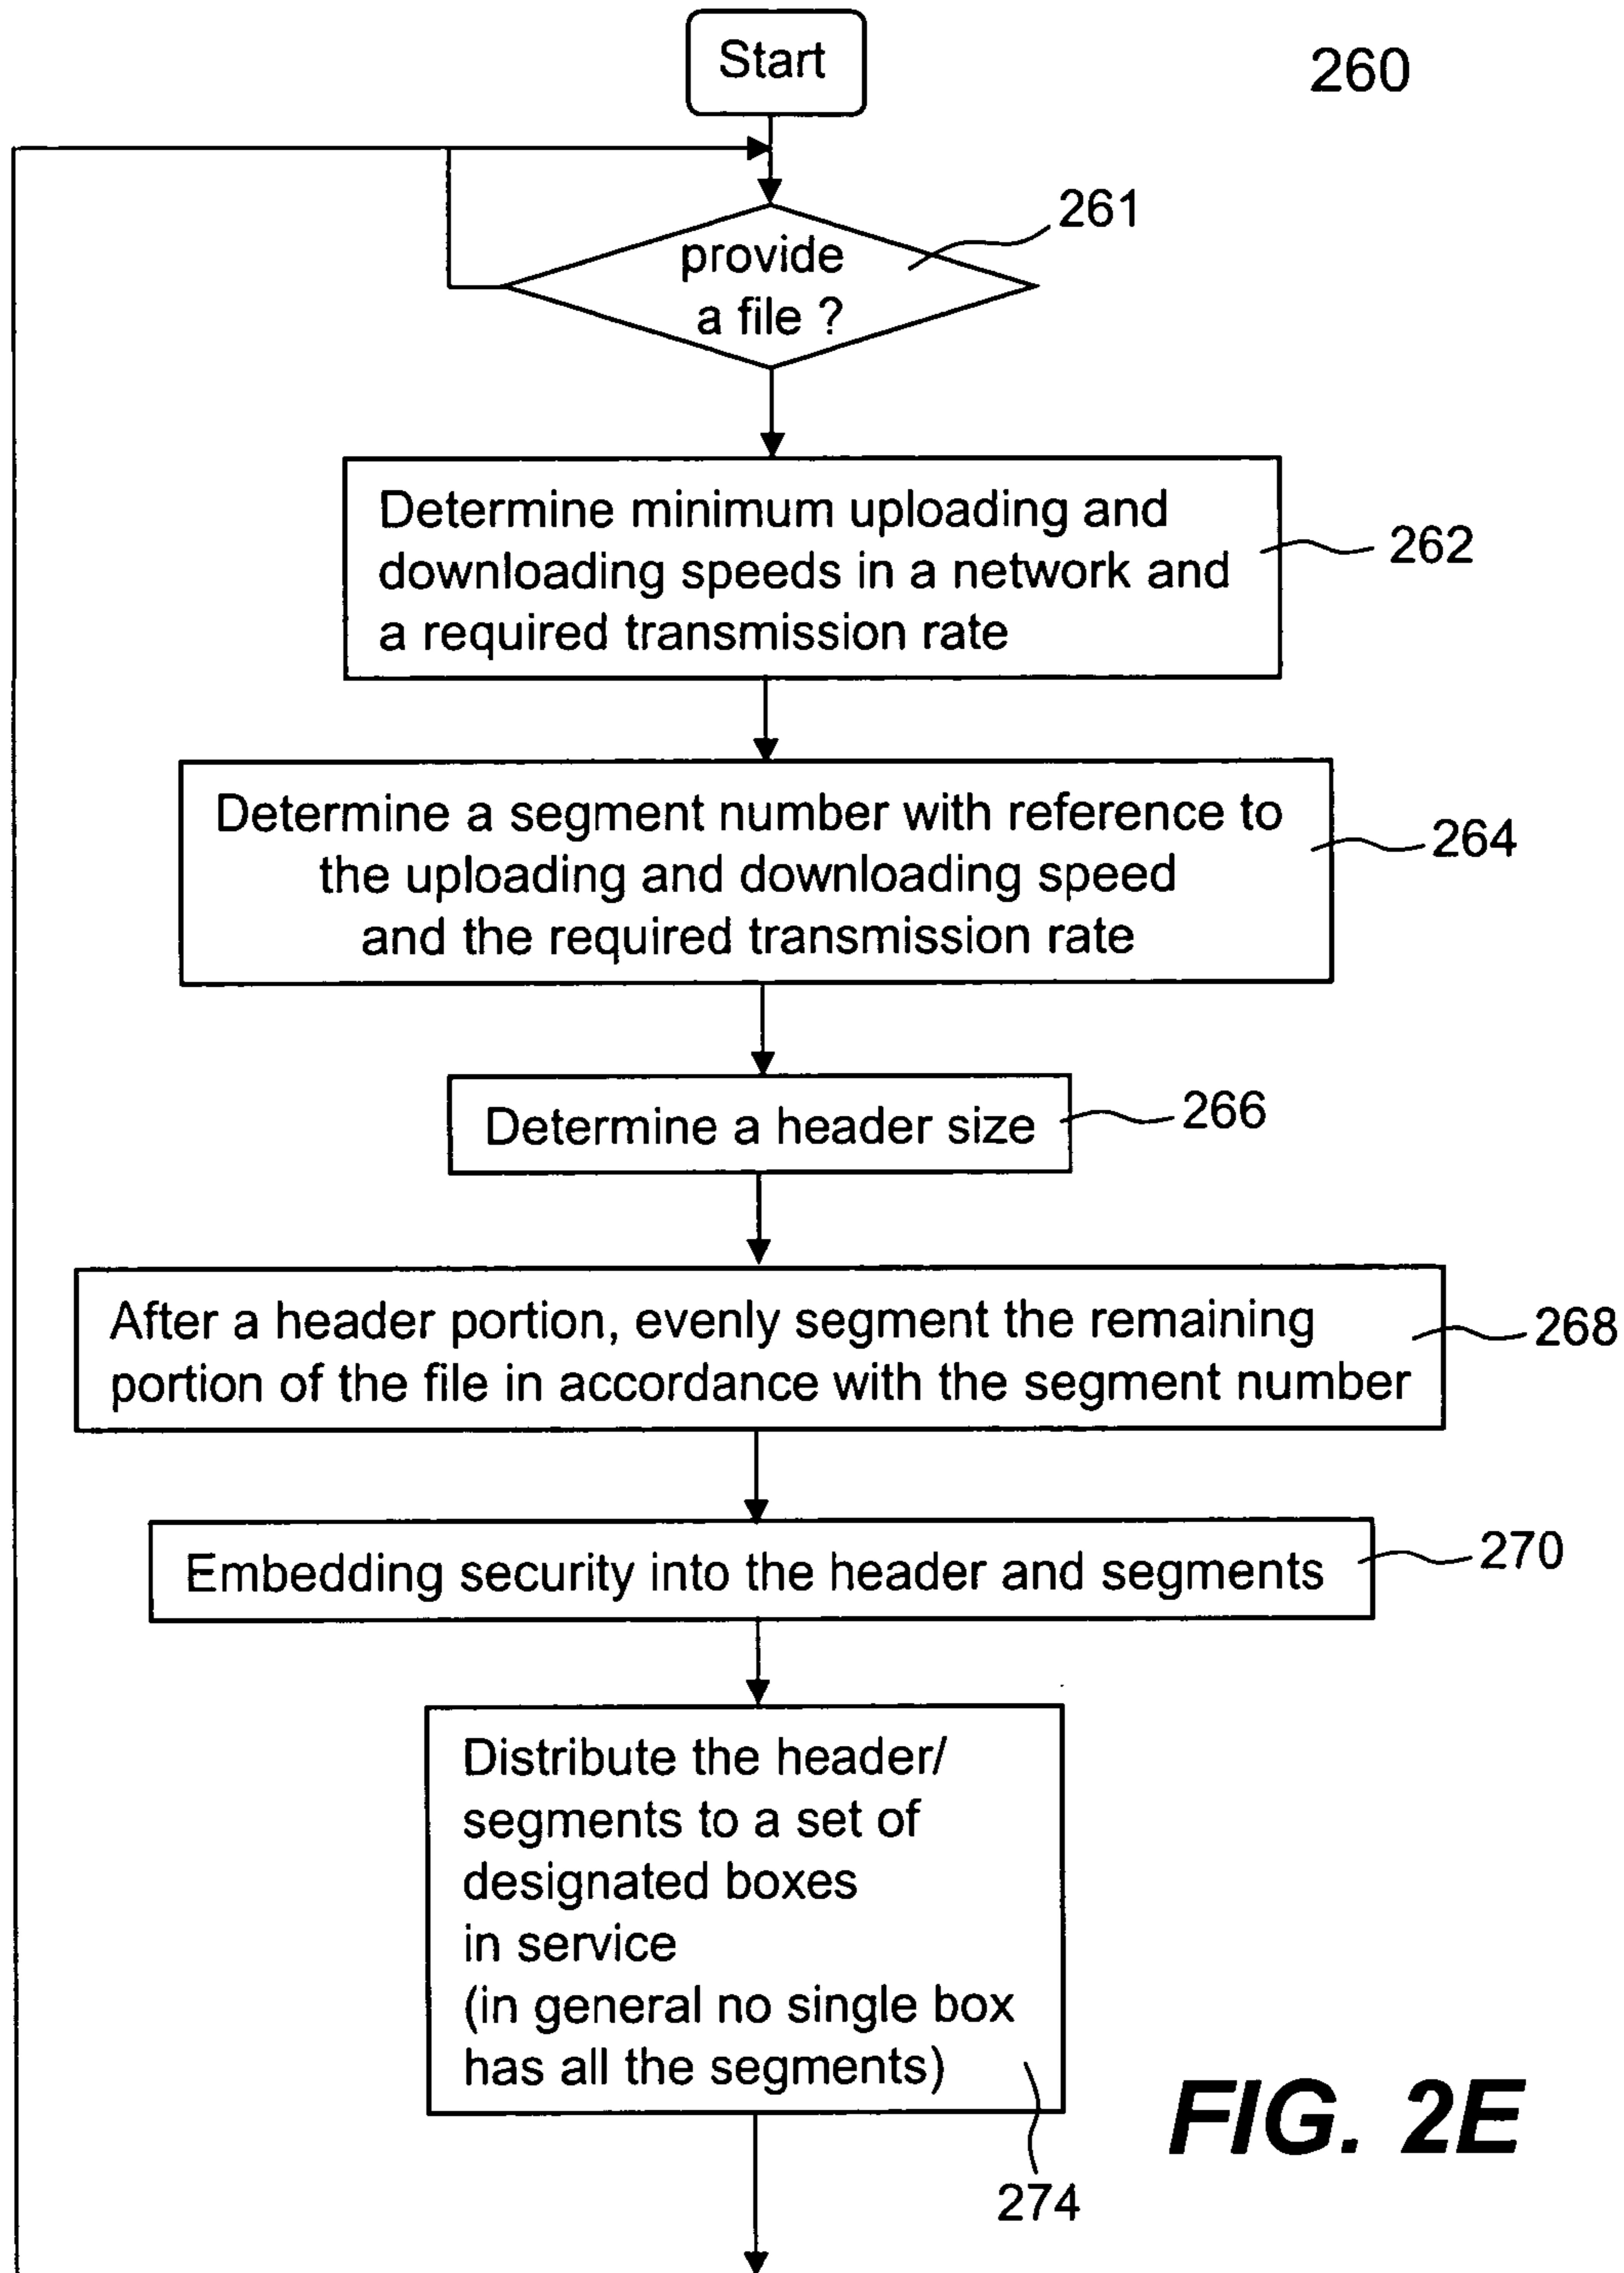 Start
260
261
provide
a file ?
Determine minimum uploading and
downloading speeds in a network and
a required transmission rate
262
Determine a segment number with reference to
the uploading and downloading speed
and the required transmission rate
264
Determine a header size
266
After a header portion, evenly segment the remaining
portion of the file in accordance with the segment number
268
Embedding security into the header and segments
270
Distribute the header/
segments to a set of
designated boxes
in service
(in general no single box
has all the segments)
274
FIG. 2E